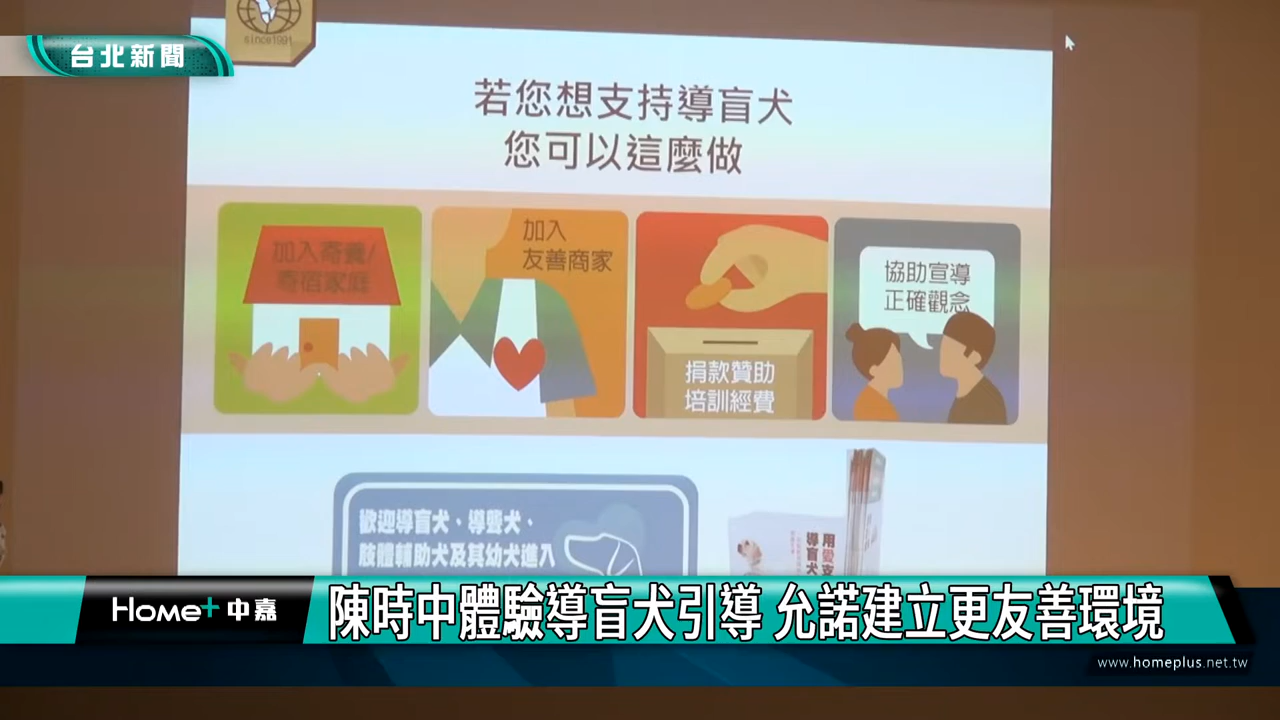 since1991
台北新聞
若您想支持導盲犬
您可以這麼做
加入寄養/
寄宿家庭
加入
友善商家
捐款贊助
培訓經費
協助宣導
正確觀念
歡迎導盲犬、導聾犬、
肢體輔助犬及其幼犬進入
用愛支
導盲犬
Home+中嘉
陳時中體驗導盲犬引導 允諾建立更友善環境
www.homeplus.net.tw